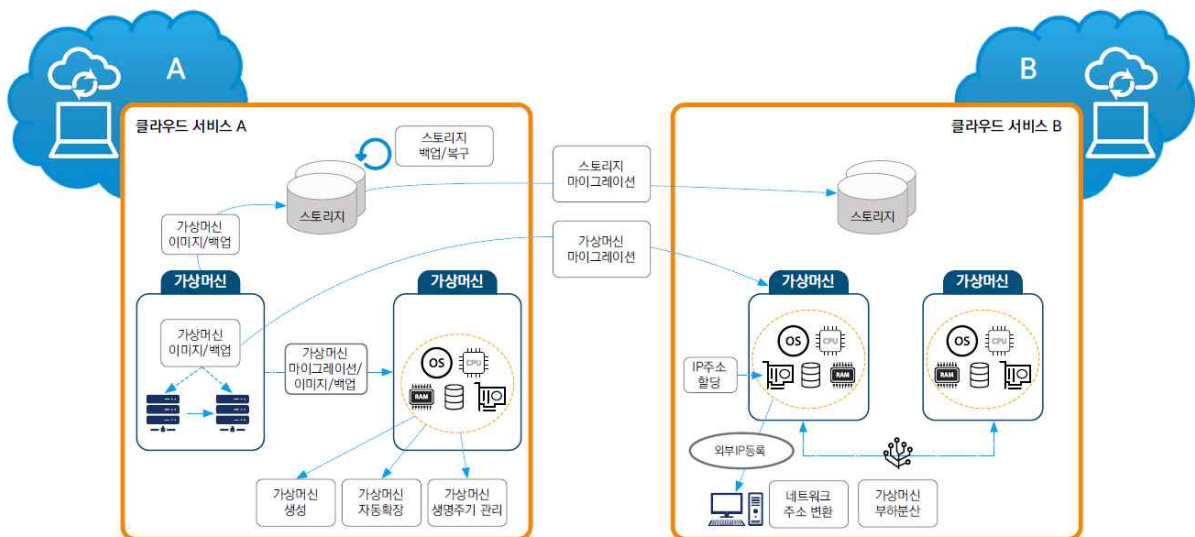 A
B
클라우드 서비스 A
클라우드 서비스 B
스토리지
백업/복구
스토리지
마이그레이션
스토리지
스토리지
가상머신
이미지/백업
가상머신
마이그레이션
가상머신
가상머신
가상머신
가상머신
가상머신
이미지/백업
가상머신
마이그레이션/
이미지/백업
OS
CPU
RAM
IP주소
할당
OS
CPU
RAM
OS
CPU
RAM
외부IP등록
가상머신
생성
가상머신
자동확장
가상머신
생명주기 관리
네트워크
주소 변환
가상머신
부하분산